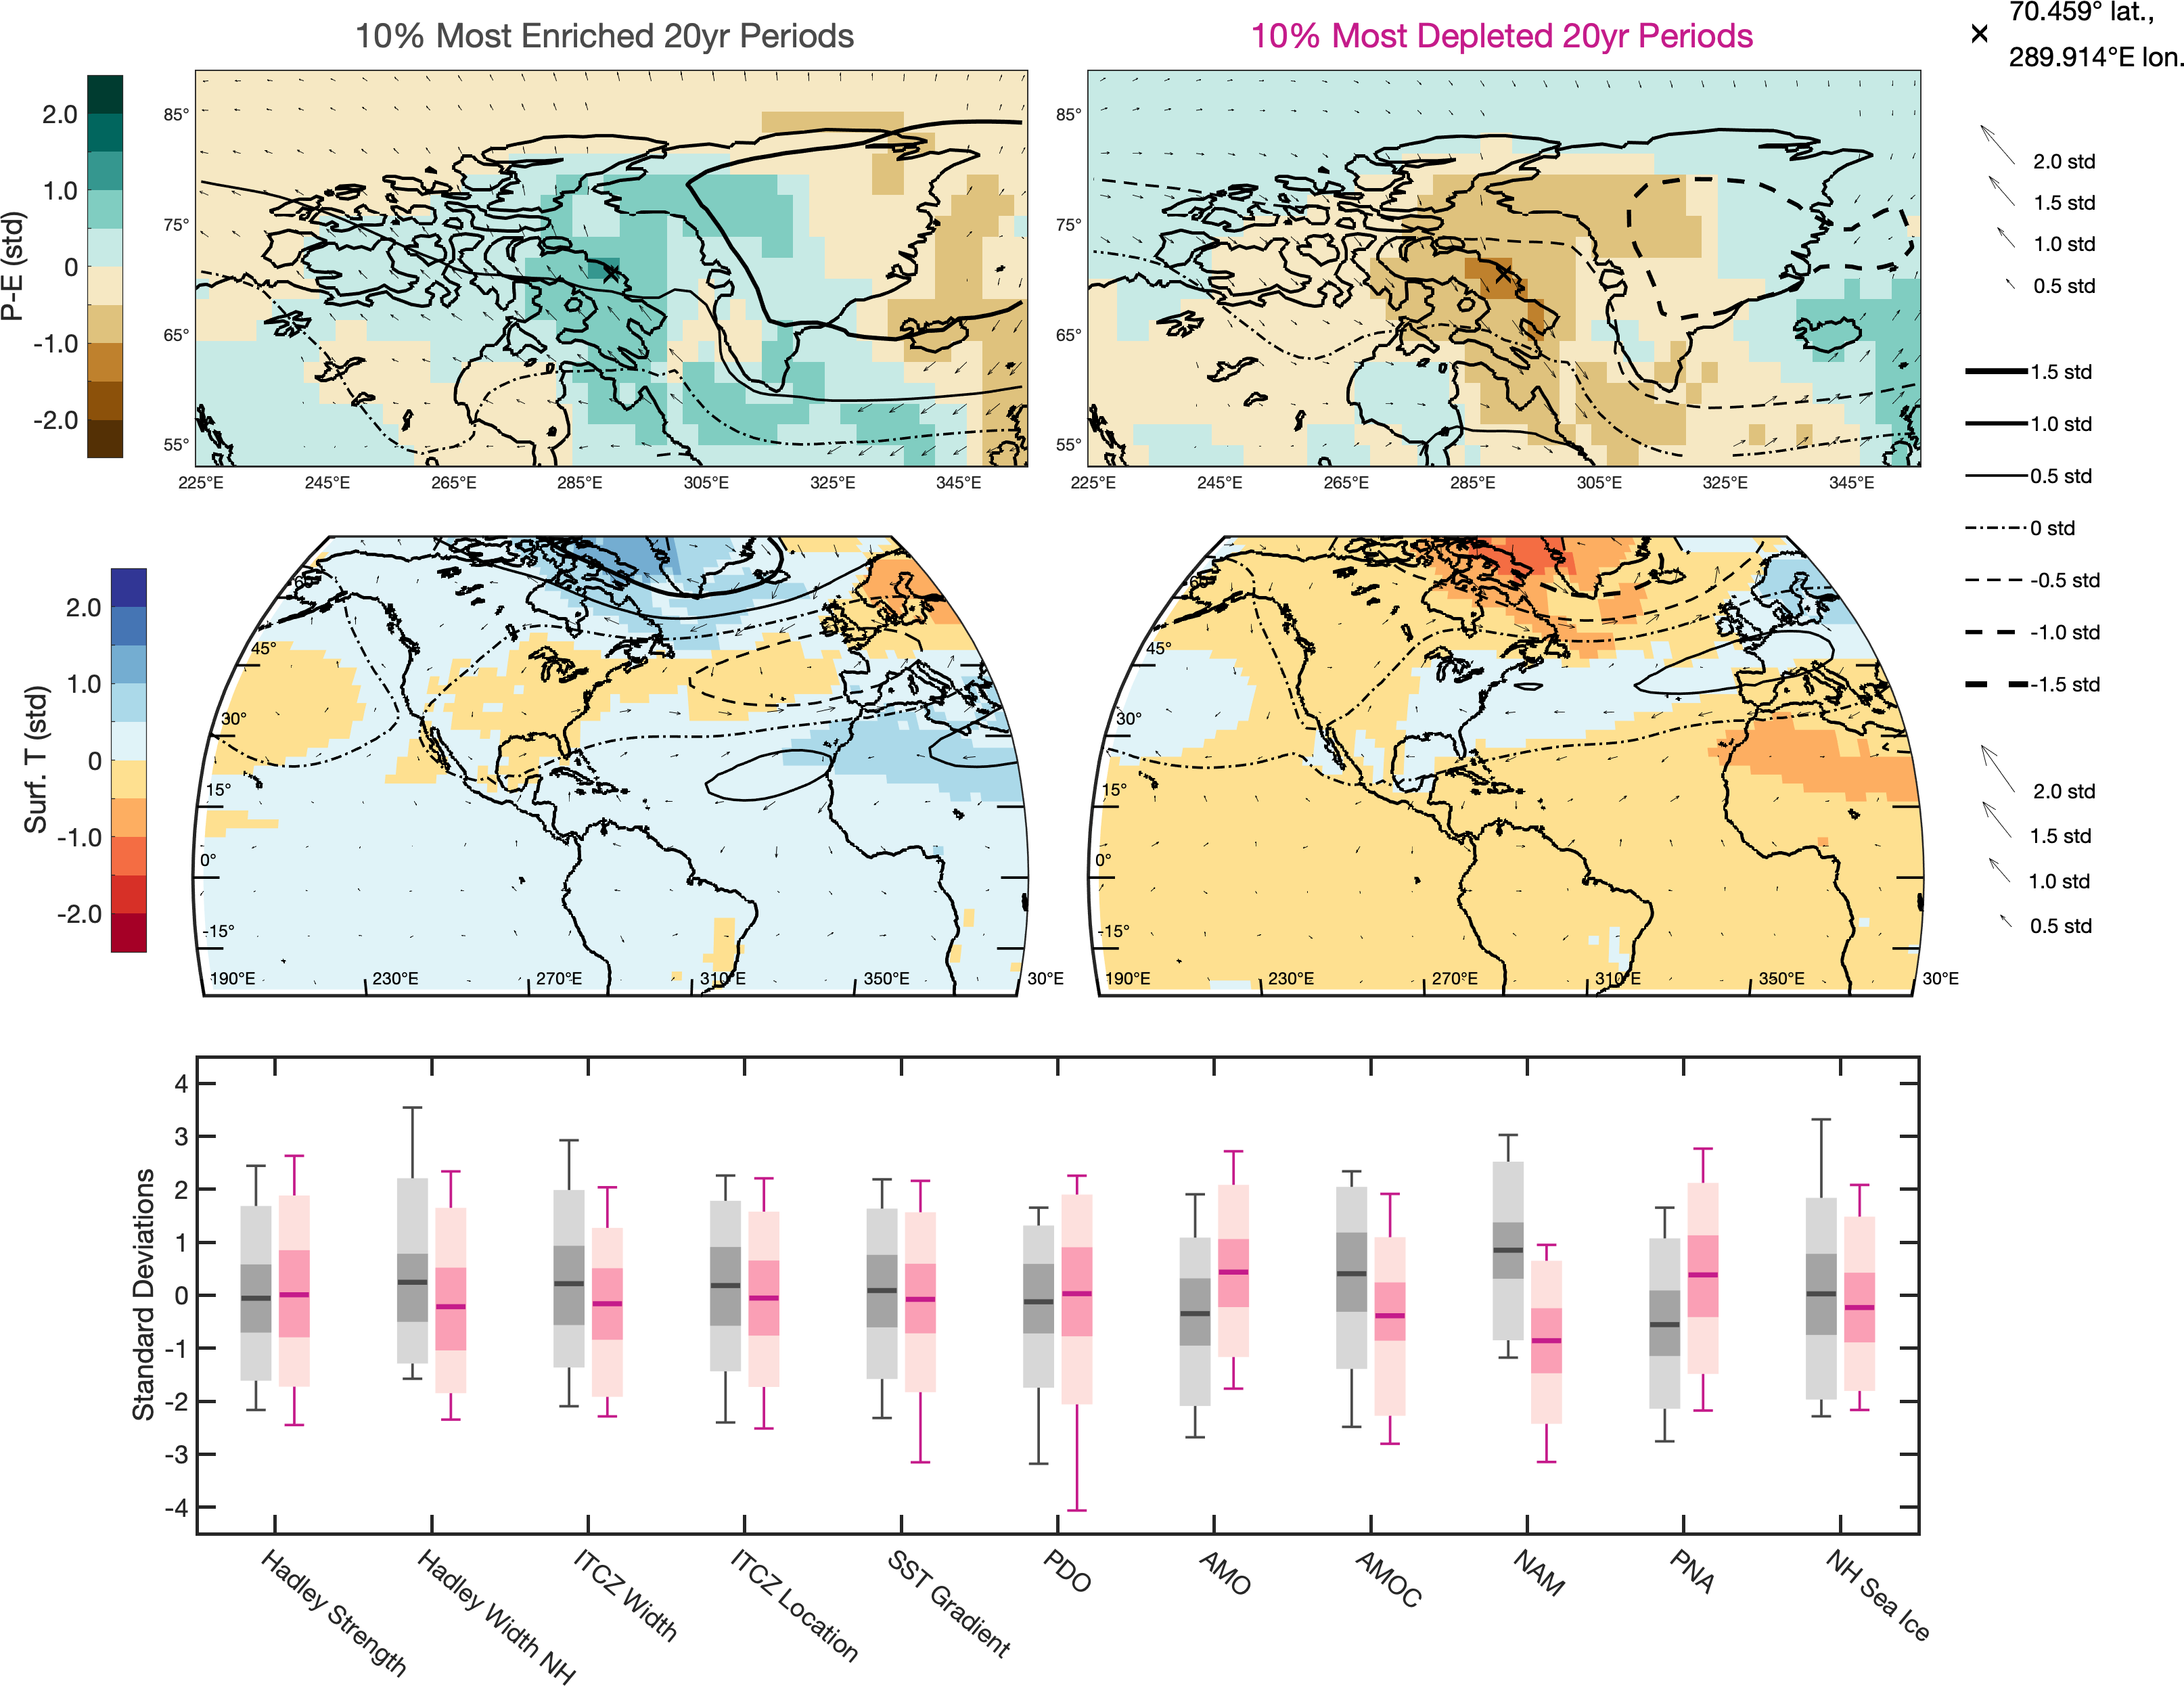 10% Most Enriched 20yr Periods
10% Most Depleted 20yr Periods
70.459° lat.,
289.914°E lon.
P-E (std)
2.0
1.0
0
-1.0
-2.0
85°
75°
65°
55°
225°E 245°E 265°E 285°E 305°E 325°E 345°E
85°
75°
65°
55°
225°E 245°E 265°E 285°E 305°E 325°E 345°E
2.0 std
1.5 std
1.0 std
0.5 std
1.5 std
1.0 std
0.5 std
0 std
-0.5 std
-1.0 std
-1.5 std
Surf. T (std)
2.0
1.0
0
-1.0
-2.0
60°
45°
30°
15°
0°
-15°
190°E 230°E 270°E 310°E 350°E 30°E
60°
45°
30°
15°
0°
-15°
190°E 230°E 270°E 310°E 350°E 30°E
2.0 std
1.5 std
1.0 std
0.5 std
Standard Deviations
4
3
2
1
0
-1
-2
-3
-4
Hadley Strength
Hadley Width NH
ITCZ Width
ITCZ Location
SST Gradient
PDO
AMO
AMOC
NAM
PNA
NH Sea Ice